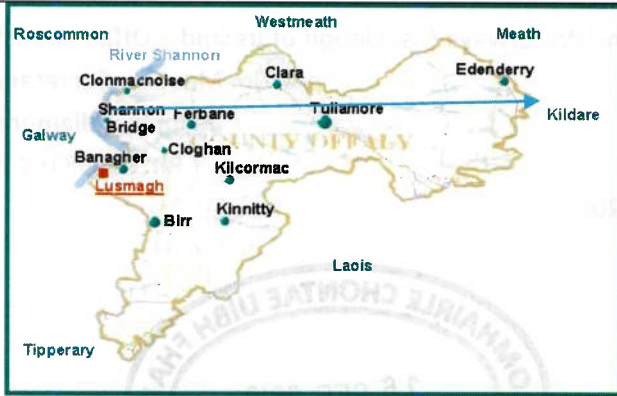 Westmeath
Roscommon
Meath
River Shannon
Clonmacnoise
Clara
Edenderry
Shannon
Bridge
Ferbane
Tullamore
Kildare
Galway
COUNTY OFFALY
Cloghan
Banagher
Kilcormac
Lusmagh
Birr
Kinnitty
Laois
Tipperary